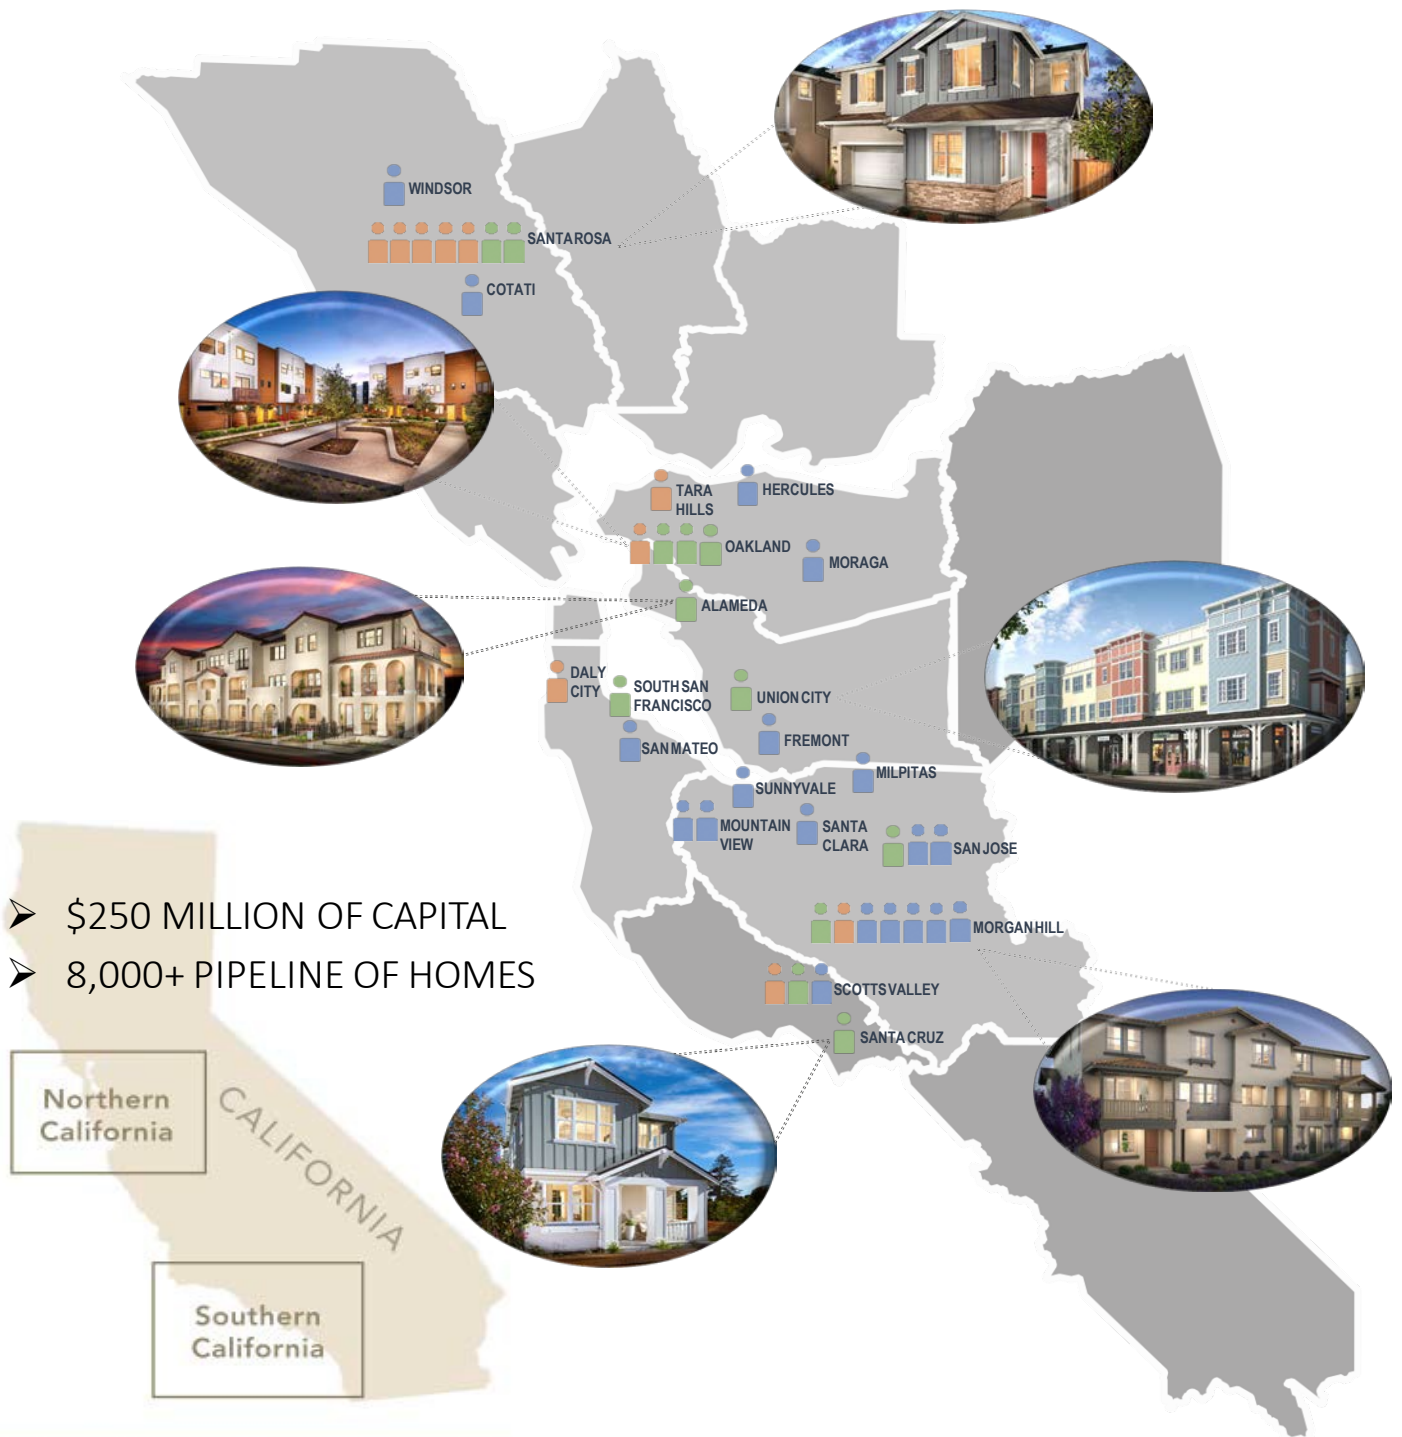 WINDSOR
SANTA ROSA
COTATI
TARA
HILLS
HERCULES
OAKLAND
MORAGA
ALAMEDA
DALY
CITY
SOUTH SAN
FRANCISCO
UNION CITY
FREMONT
SAN MATEO
MILPITAS
SUNNYVALE
MOUNTAIN
VIEW
SANTA
CLARA
SAN JOSE
MORGAN HILL
SCOTTS VALLEY
SANTA CRUZ
➢ $250 MILLION OF CAPITAL
➢ 8,000+ PIPELINE OF HOMES
Northern
California
CALIFORNIA
Southern
California